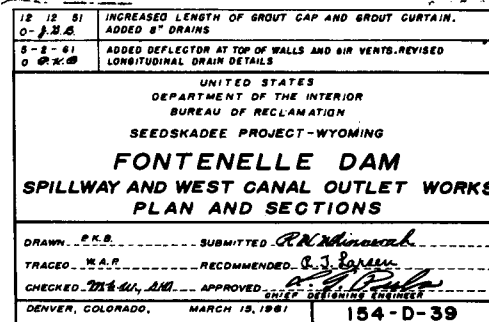 12 12 61 INCREASED LENGTH OF GROUT CAP AND GROUT CURTAIN.
ADDED 8" DRAINS
5-2-61 ADDED DEFLECTOR AT TOP OF WALLS AND AIR VENTS. REVISED
LONGITUDINAL DRAIN DETAILS
UNITED STATES
DEPARTMENT OF THE INTERIOR
BUREAU OF RECLAMATION
SEEDSKADEE PROJECT-WYOMING
FONTENELLE DAM
SPILLWAY AND WEST CANAL OUTLET WORKS
PLAN AND SECTIONS
DRAWN P.K.B. SUBMITTED
TRACED W.A.P. RECOMMENDED R. J. Larsen
CHECKED APPROVED
CHIEF DESIGNING ENGINEER
DENVER, COLORADO, MARCH 15, 1961 154-D-39